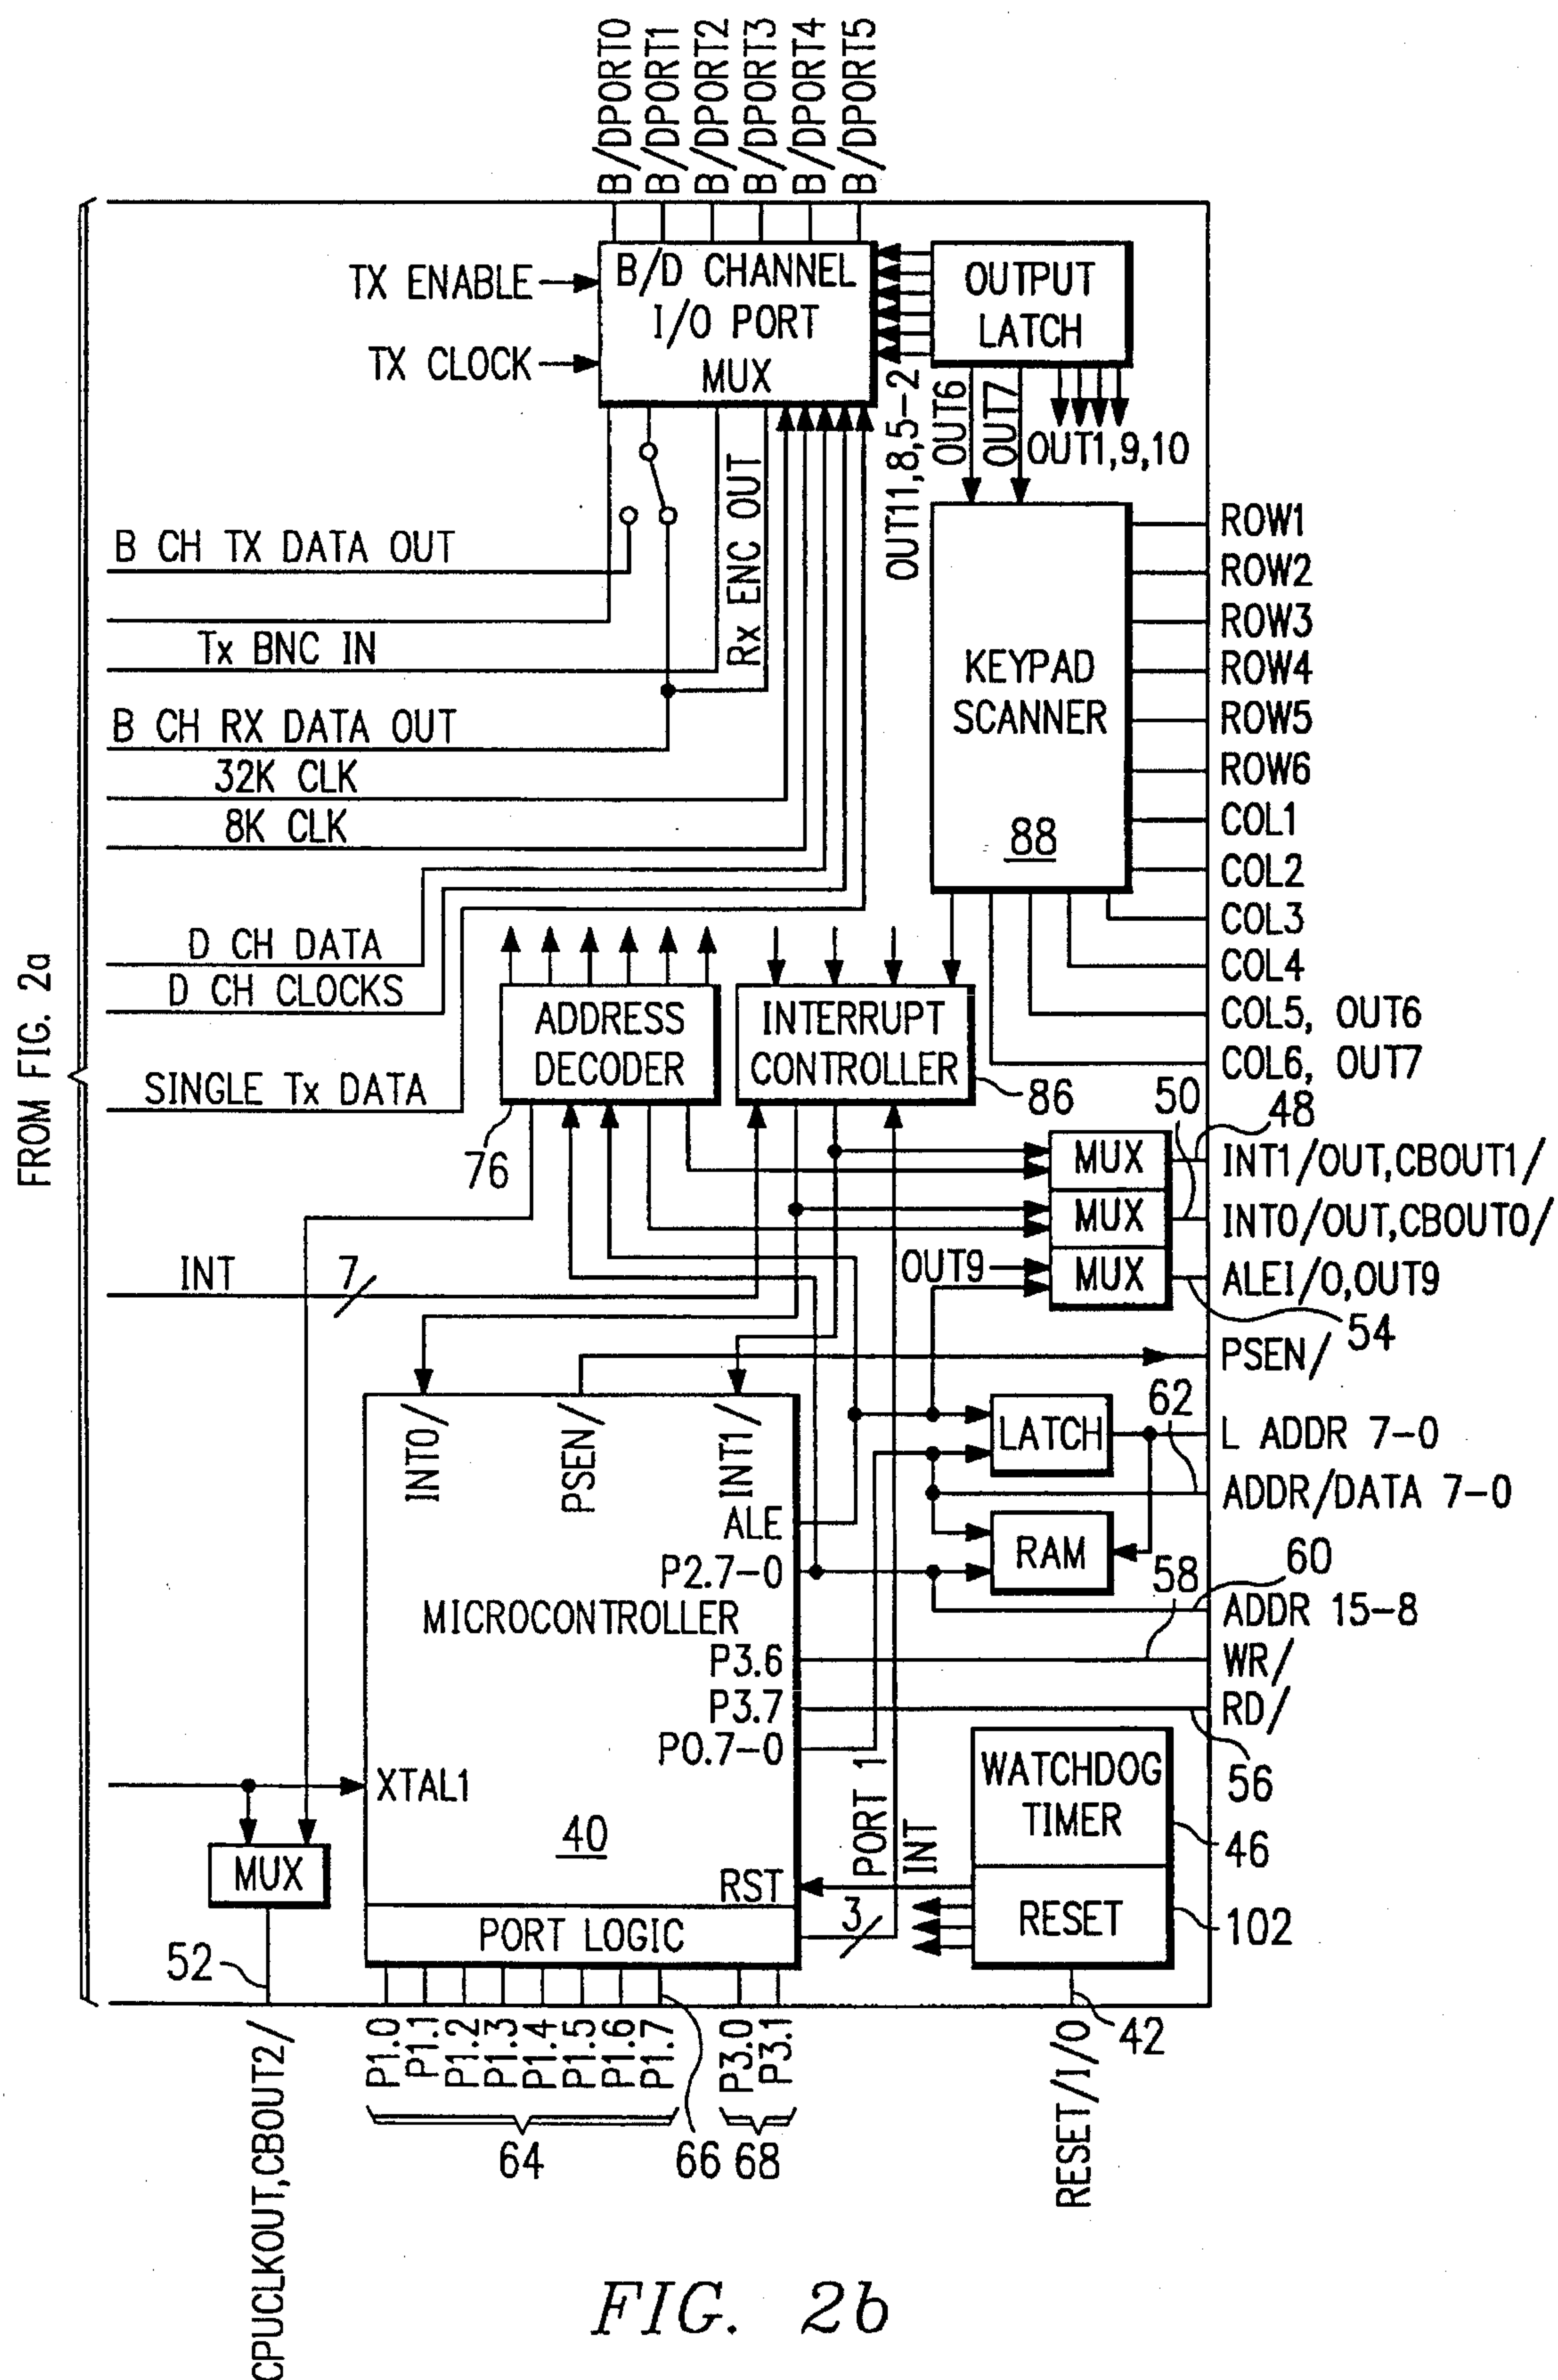 B/DPORT0
B/DPORT1
B/DPORT2
B/DPORT3
B/DPORT4
B/DPORT5
TX ENABLE
TX CLOCK
B/D CHANNEL
I/O PORT
MUX
OUTPUT
LATCH
OUT11,8,5-2
OUT6
OUT7
OUT1,9,10
B CH TX DATA OUT
Tx BNC IN
Rx ENC OUT
B CH RX DATA OUT
32K CLK
8K CLK
D CH DATA
D CH CLOCKS
SINGLE Tx DATA
FROM FIG. 2a
KEYPAD
SCANNER
88
ROW1
ROW2
ROW3
ROW4
ROW5
ROW6
COL1
COL2
COL3
COL4
COL5, OUT6
COL6, OUT7
ADDRESS
DECODER
76
INTERRUPT
CONTROLLER
86
50
48
MUX
INT1/OUT,CBOUT1/
MUX
INT0/OUT,CBOUT0/
OUT9
MUX
ALEI/O,OUT9
54
INT
7
PSEN/
INT0/
PSEN/
INT1/
LATCH
62
L ADDR 7-0
ADDR/DATA 7-0
ALE
RAM
P2.7-0
58
60
ADDR 15-8
MICROCONTROLLER
P3.6
WR/
P3.7
RD/
P0.7-0
56
XTAL1
40
PORT 1
INT
WATCHDOG
TIMER
46
MUX
RST
RESET
102
PORT LOGIC
3
52
42
CPUCLKOUT,CBOUT2/
P1.0
P1.1
P1.2
P1.3
P1.4
P1.5
P1.6
P1.7
P3.0
P3.1
RESET/I/O
64
66
68
FIG. 2b